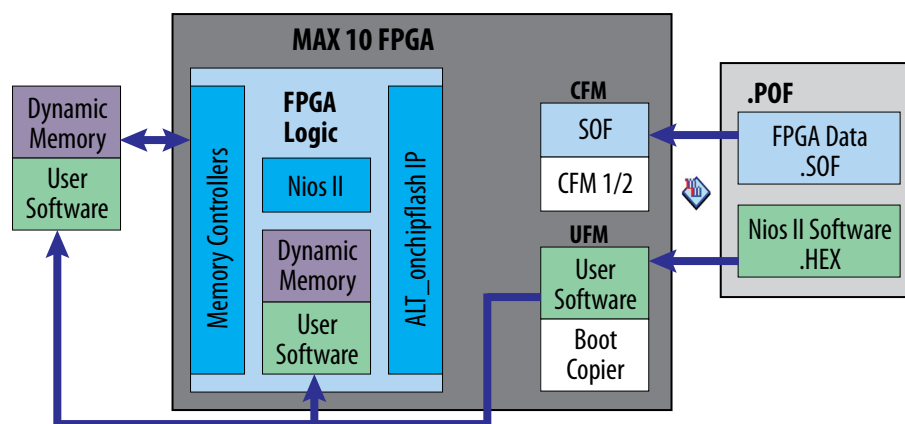 MAX 10 FPGA
Dynamic
Memory
User
Software
Memory Controllers
FPGA
Logic
Nios II
Dynamic
Memory
User
Software
ALT_onchipflash IP
CFM
SOF
CFM 1/2
UFM
User
Software
Boot
Copier
.POF
FPGA Data
.SOF
Nios II Software
.HEX